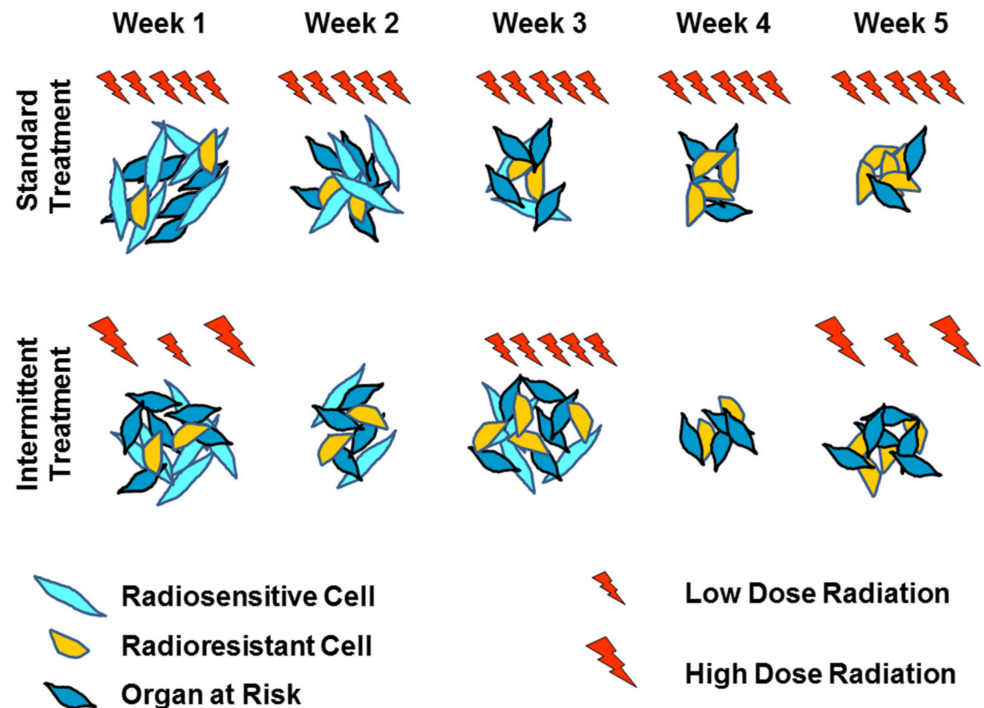 Week 1 Week 2 Week 3 Week 4 Week 5
Standard
Treatment
Intermittent
Treatment
Radiosensitive Cell
Radioresistant Cell
Organ at Risk
Low Dose Radiation
High Dose Radiation